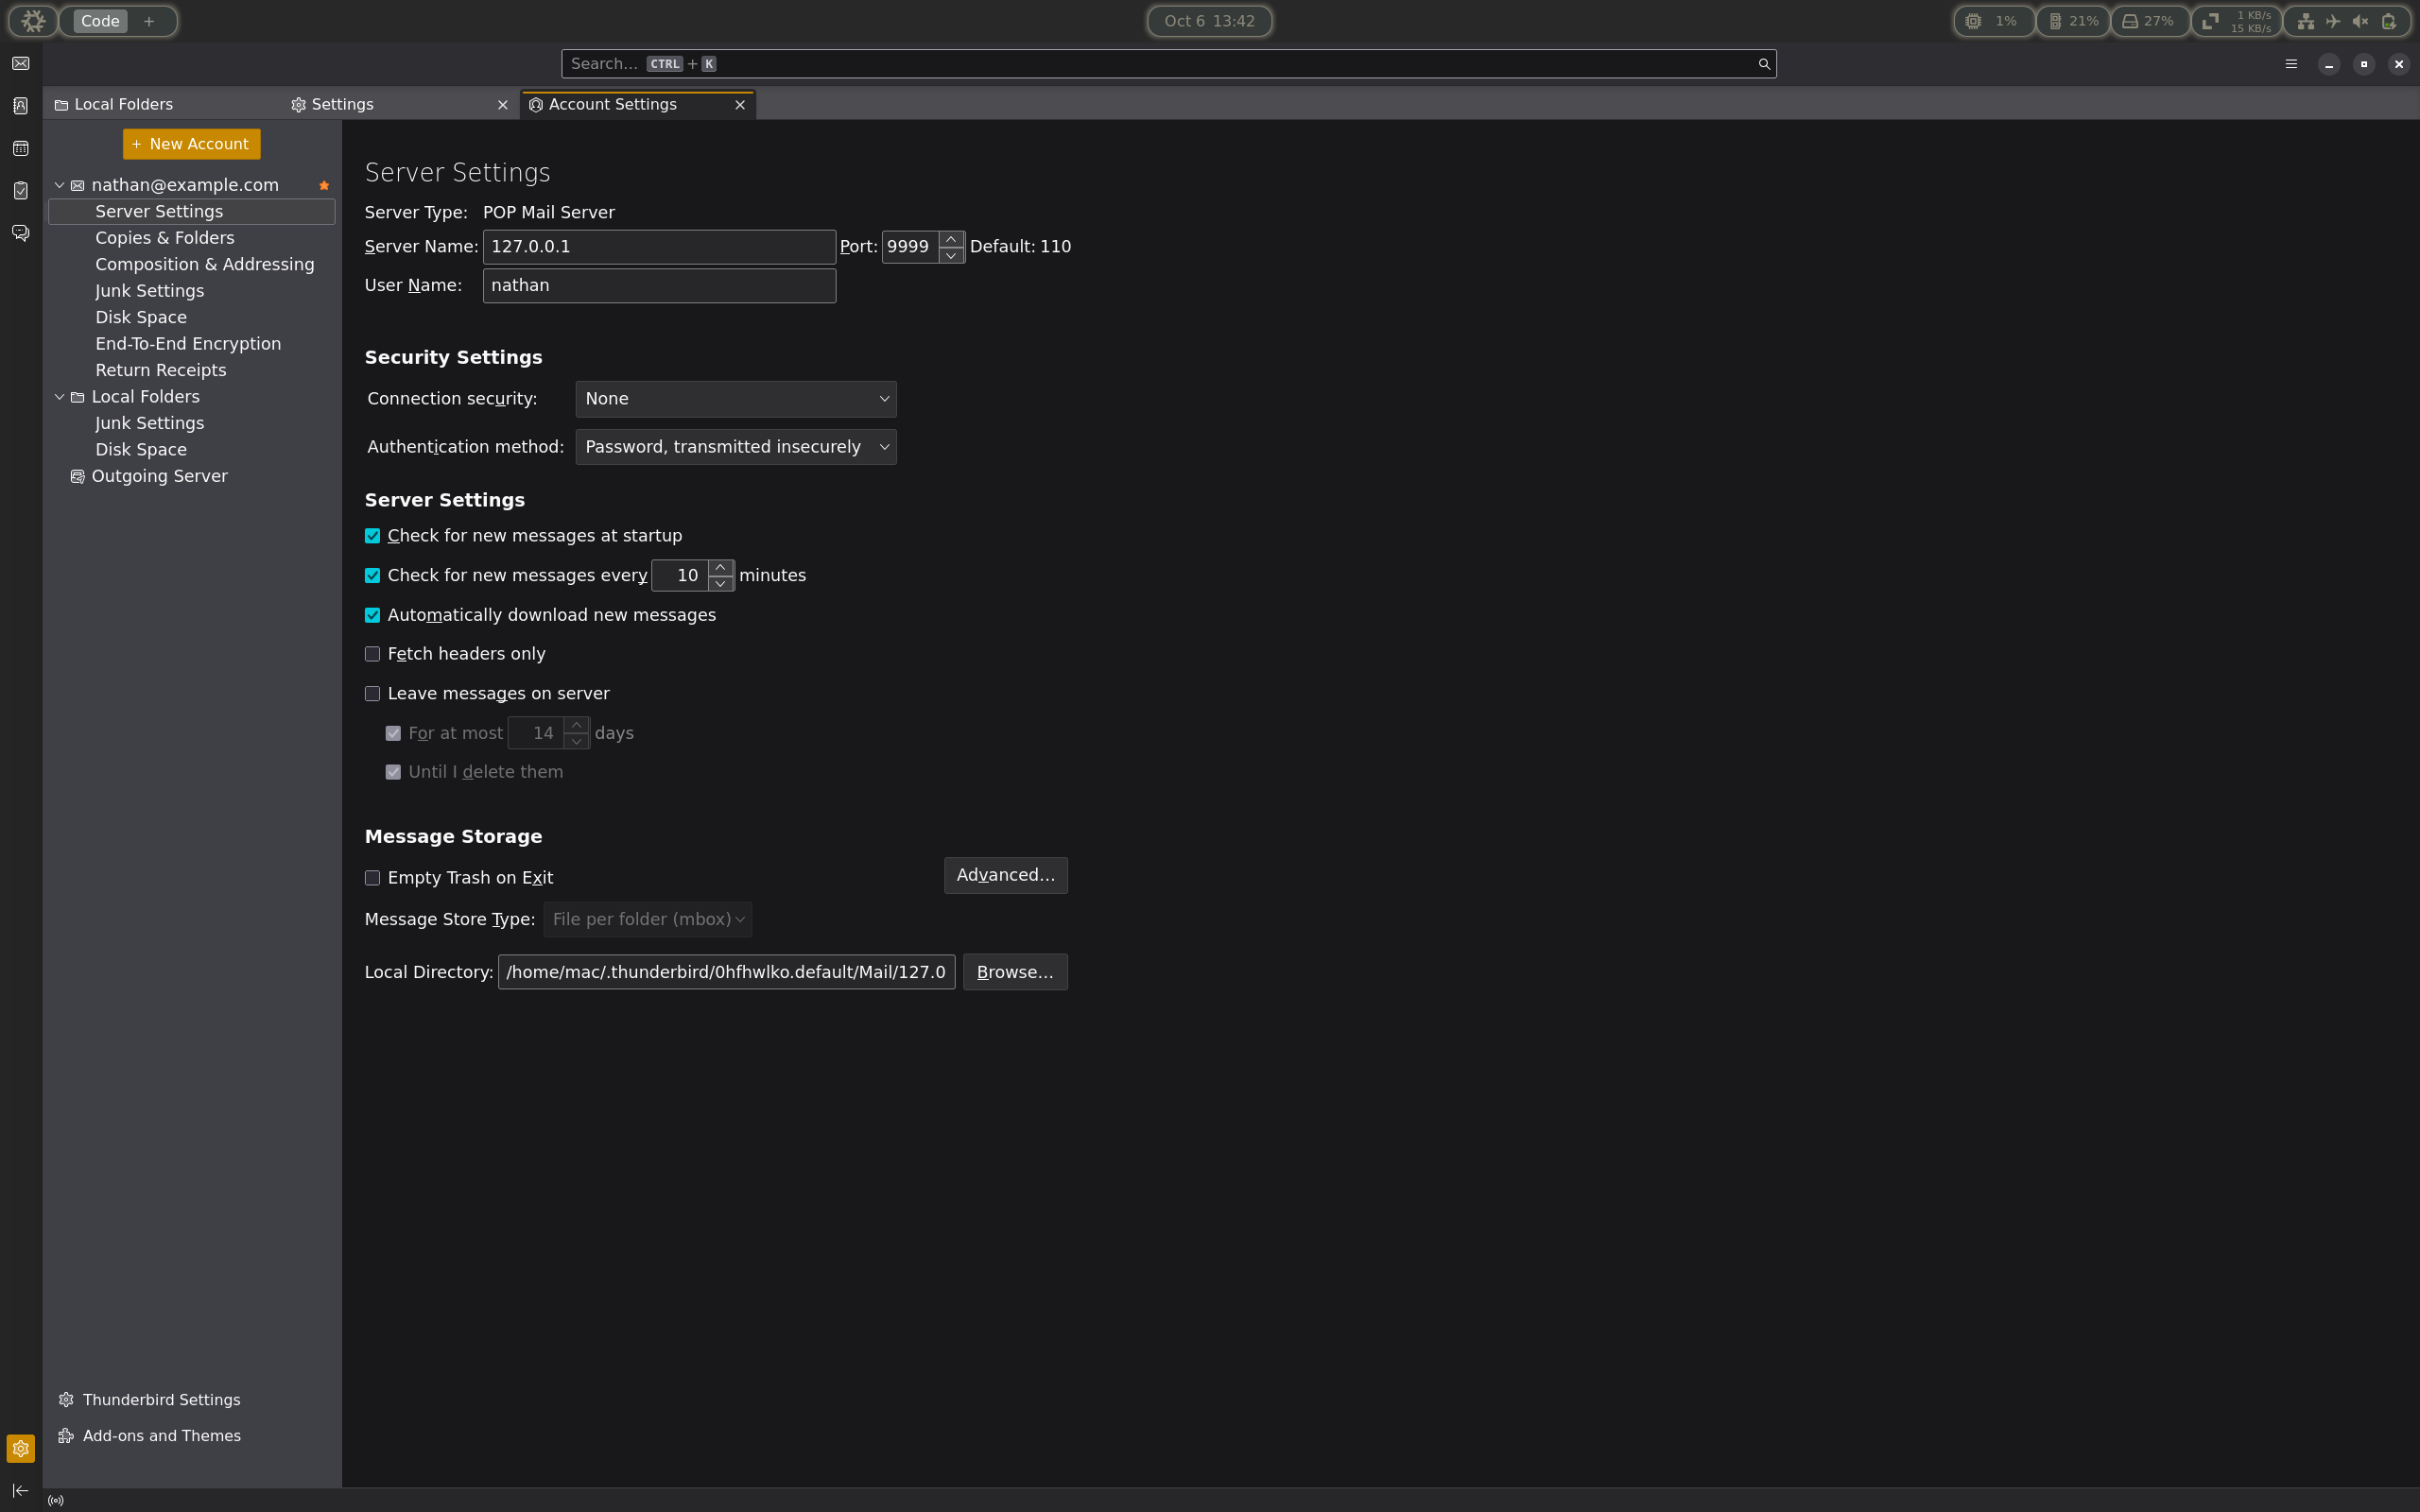 Code +
Oct 6 13:42
1%
21%
27%
1 KB/s
15 KB/s
Search... CTRL + K
Local Folders
Settings
Account Settings
+ New Account
nathan@example.com
Server Settings
Copies & Folders
Composition & Addressing
Junk Settings
Disk Space
End-To-End Encryption
Return Receipts
Local Folders
Junk Settings
Disk Space
Outgoing Server
Thunderbird Settings
Add-ons and Themes
Server Settings
Server Type: POP Mail Server
Server Name: 127.0.0.1 Port: 9999 Default: 110
User Name: nathan
Security Settings
Connection security: None
Authentication method: Password, transmitted insecurely
Server Settings
Check for new messages at startup
Check for new messages every 10 minutes
Automatically download new messages
Fetch headers only
Leave messages on server
For at most 14 days
Until I delete them
Message Storage
Empty Trash on Exit
Advanced...
Message Store Type: File per folder (mbox)
Local Directory: /home/mac/.thunderbird/0hfhwlko.default/Mail/127.0
Browse...